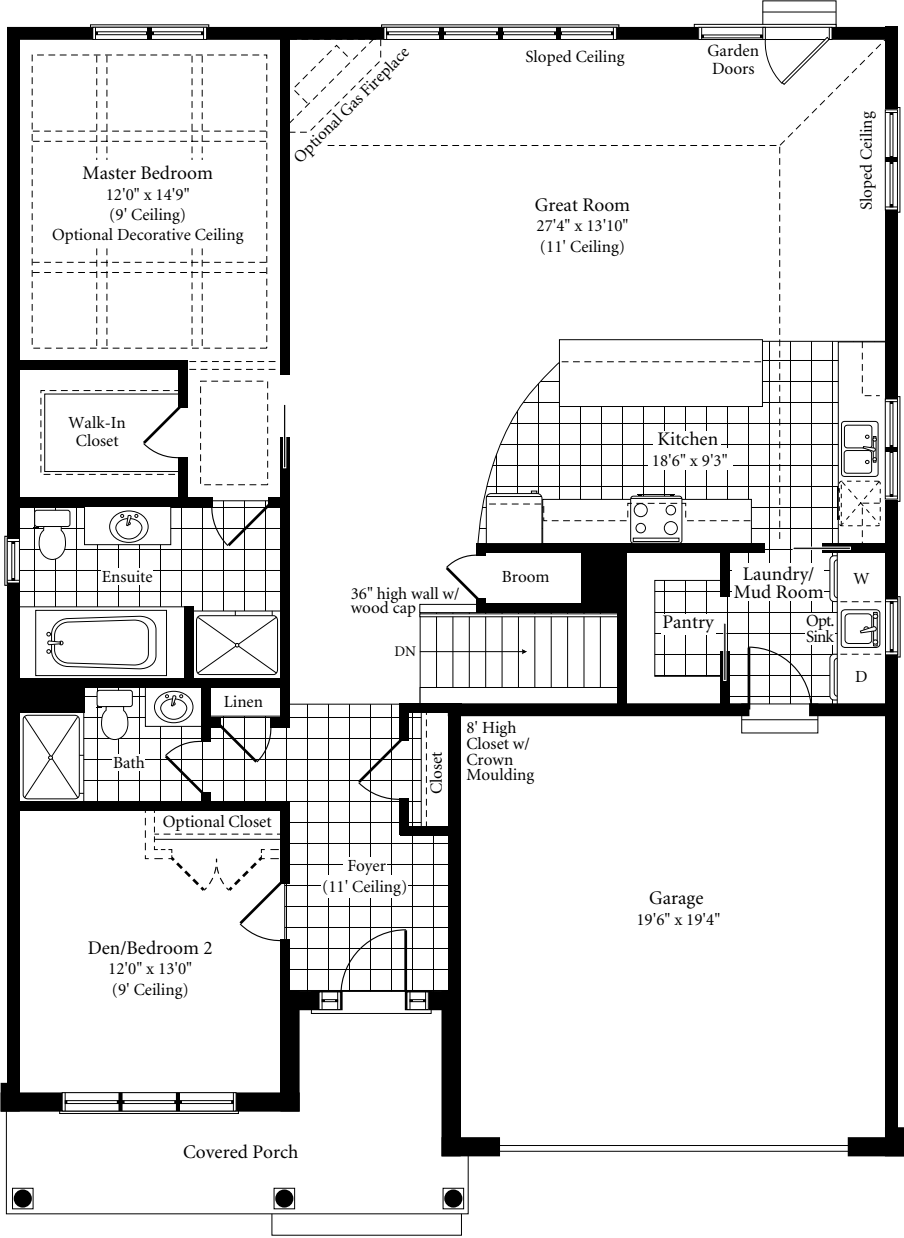 Sloped Ceiling
Garden
Doors
Optional Gas Fireplace
Sloped Ceiling
Master Bedroom
12'0" x 14'9"
(9' Ceiling)
Optional Decorative Ceiling
Great Room
27'4" x 13'10"
(11' Ceiling)
Walk-In
Closet
Kitchen
18'6" x 9'3"
Ensuite
Broom
36" high wall w/
wood cap
DN
Pantry
Laundry/
Mud Room
W
Opt.
Sink
D
Linen
Bath
Closet
8' High
Closet w/
Crown
Moulding
Optional Closet
Foyer
(11' Ceiling)
Garage
19'6" x 19'4"
Den/Bedroom 2
12'0" x 13'0"
(9' Ceiling)
Covered Porch